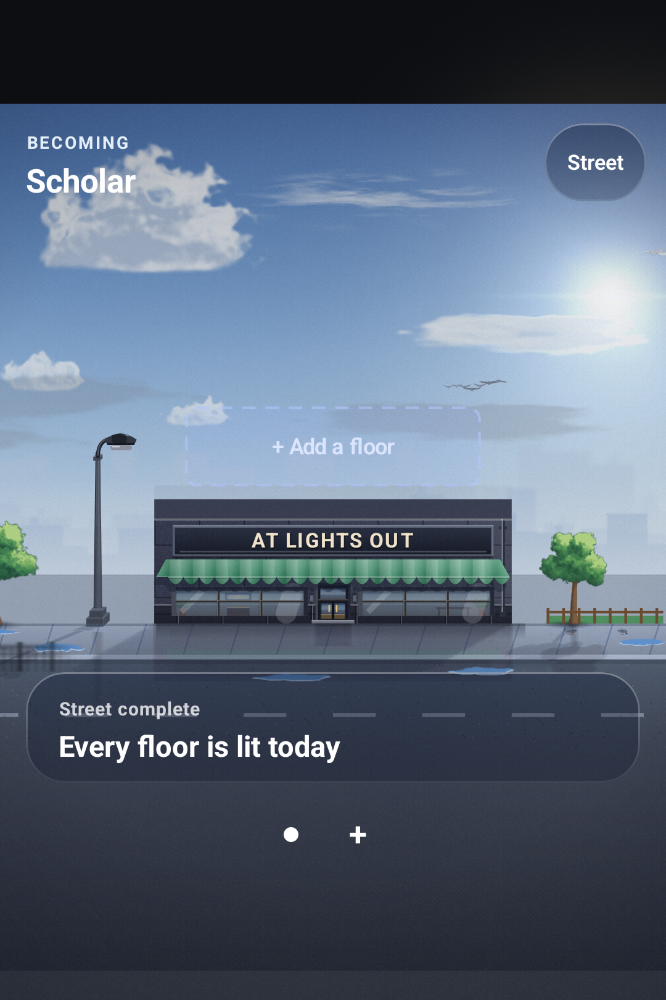 BECOMING
Scholar
Street
+ Add a floor
AT LIGHTS OUT
Street complete
Every floor is lit today
+